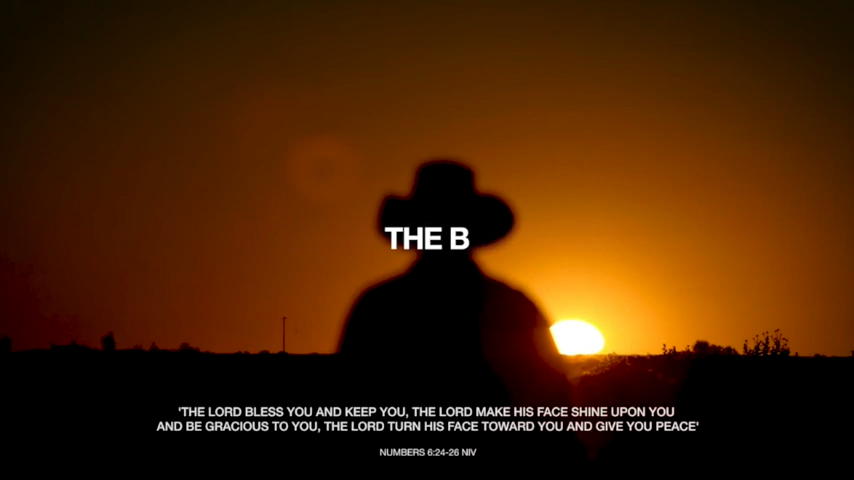 THE B
'THE LORD BLESS YOU AND KEEP YOU, THE LORD MAKE HIS FACE SHINE UPON YOU
AND BE GRACIOUS TO YOU, THE LORD TURN HIS FACE TOWARD YOU AND GIVE YOU PEACE'
NUMBERS 6:24-26 NIV